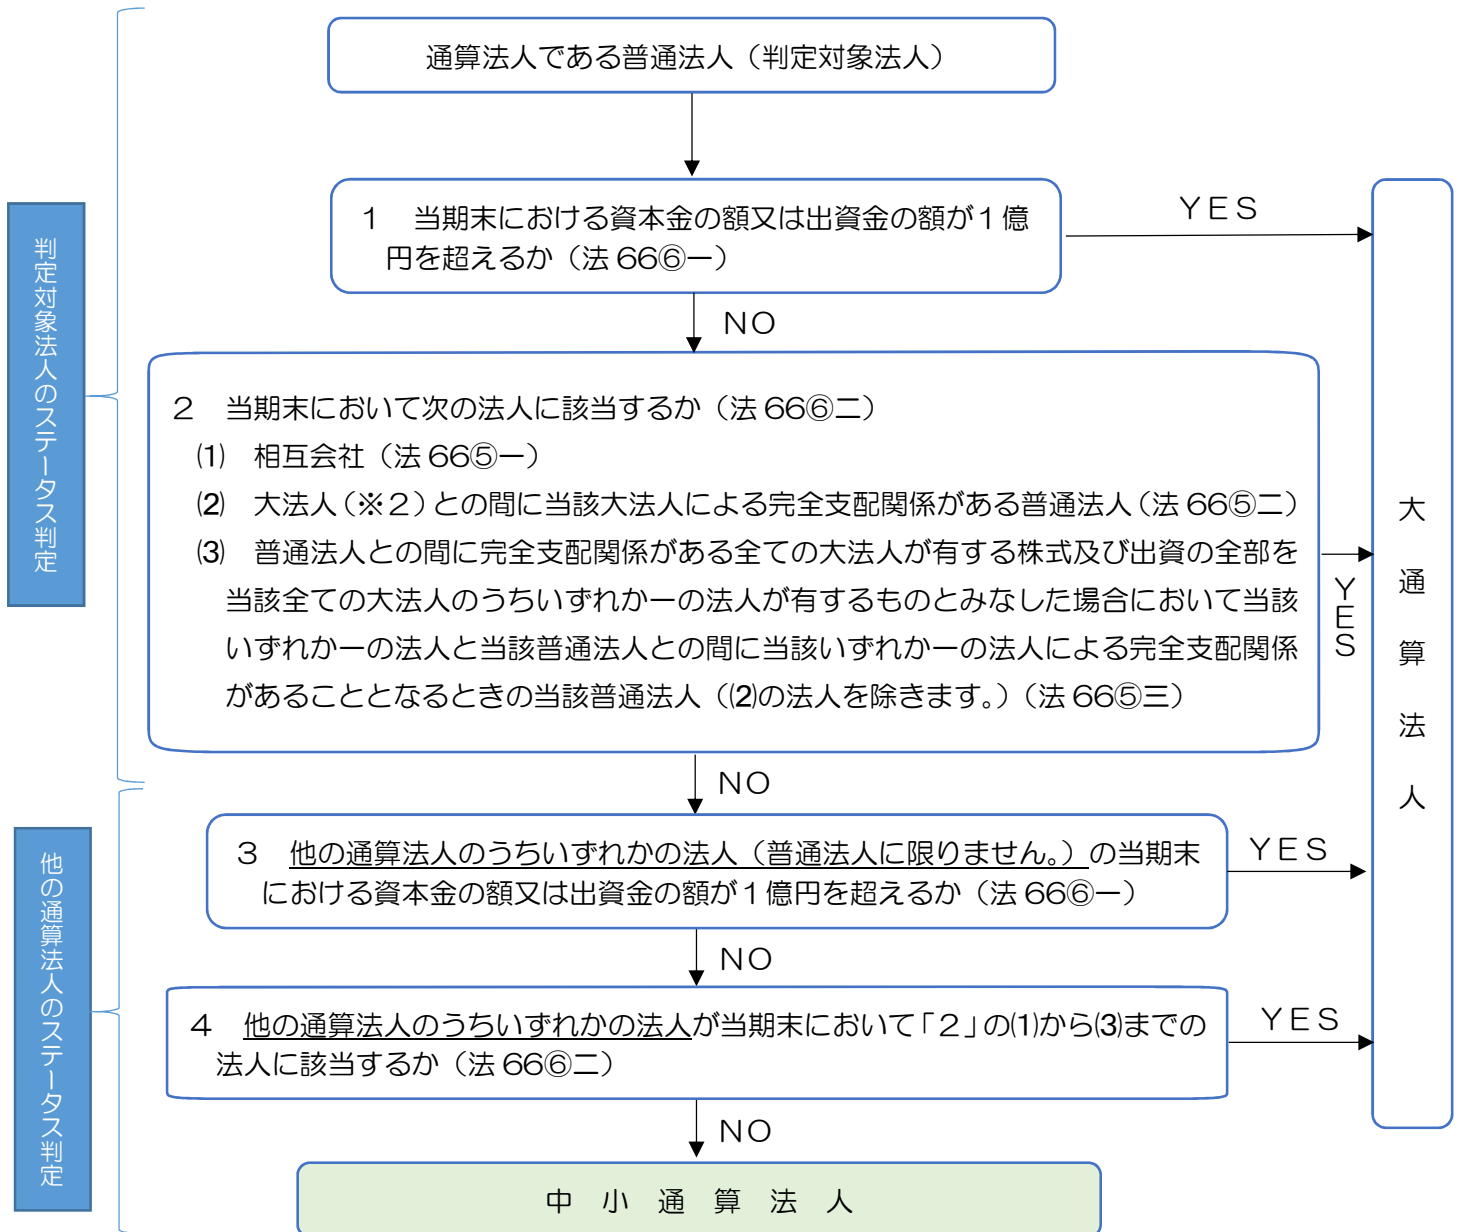 通算法人である普通法人（判定対象法人）
判定対象法人のステータス判定
1　当期末における資本金の額又は出資金の額が１億
円を超えるか（法 66⑥一）
ＹＥＳ
ＮＯ
２　当期末において次の法人に該当するか（法 66⑥二）
⑴　相互会社（法 66⑤一）
⑵　大法人（※２）との間に当該大法人による完全支配関係がある普通法人（法 66⑤二）
⑶　普通法人との間に完全支配関係がある全ての大法人が有する株式及び出資の全部を
当該全ての大法人のうちいずれか一の法人が有するものとみなした場合において当該
いずれか一の法人と当該普通法人との間に当該いずれか一の法人による完全支配関係
があることとなるときの当該普通法人（⑵の法人を除きます。）（法 66⑤三）
ＹＥＳ
大通算法人
ＮＯ
他の通算法人のステータス判定
３　他の通算法人のうちいずれかの法人（普通法人に限りません。）の当期末
における資本金の額又は出資金の額が１億円を超えるか（法 66⑥一）
ＹＥＳ
ＮＯ
４　他の通算法人のうちいずれかの法人が当期末において「２」の⑴から⑶までの
法人に該当するか（法 66⑥二）
ＹＥＳ
ＮＯ
中　小　通　算　法　人